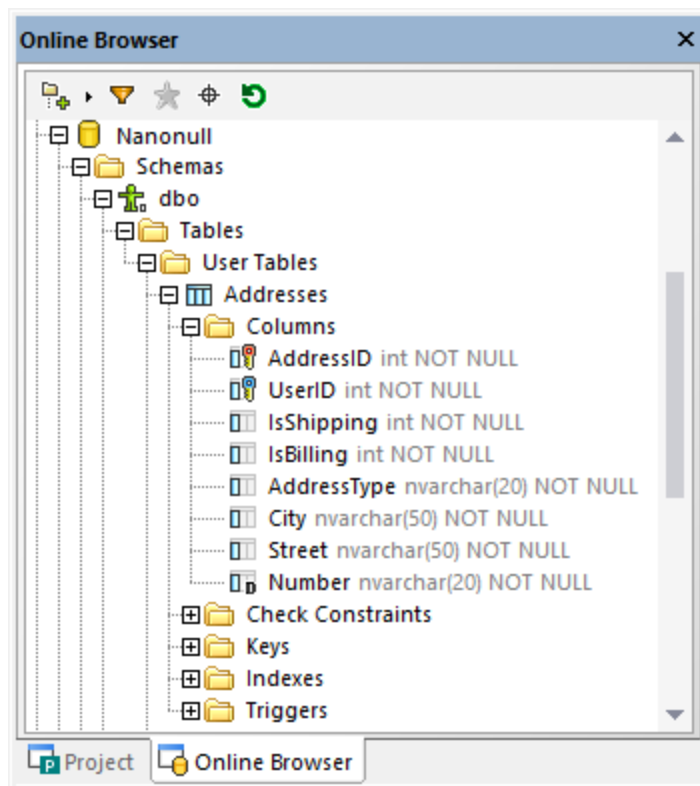 Online Browser
Nanonull
Schemas
dbo
Tables
User Tables
Addresses
Columns
AddressID int NOT NULL
UserID int NOT NULL
IsShipping int NOT NULL
IsBilling int NOT NULL
AddressType nvarchar(20) NOT NULL
City nvarchar(50) NOT NULL
Street nvarchar(50) NOT NULL
Number nvarchar(20) NOT NULL
Check Constraints
Keys
Indexes
Triggers
Project Online Browser